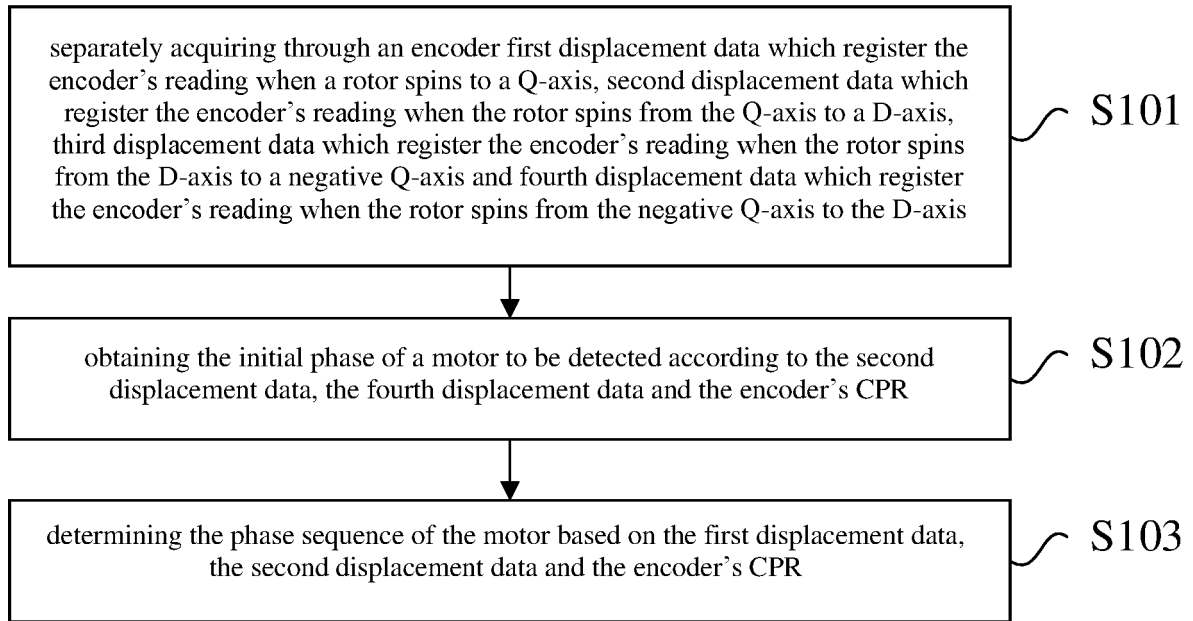 separately acquiring through an encoder first displacement data which register the
encoder's reading when a rotor spins to a Q-axis, second displacement data which
register the encoder's reading when the rotor spins from the Q-axis to a D-axis,
third displacement data which register the encoder's reading when the rotor spins
from the D-axis to a negative Q-axis and fourth displacement data which register
the encoder's reading when the rotor spins from the negative Q-axis to the D-axis
S101
obtaining the initial phase of a motor to be detected according to the second
displacement data, the fourth displacement data and the encoder's CPR
S102
determining the phase sequence of the motor based on the first displacement data,
the second displacement data and the encoder's CPR
S103